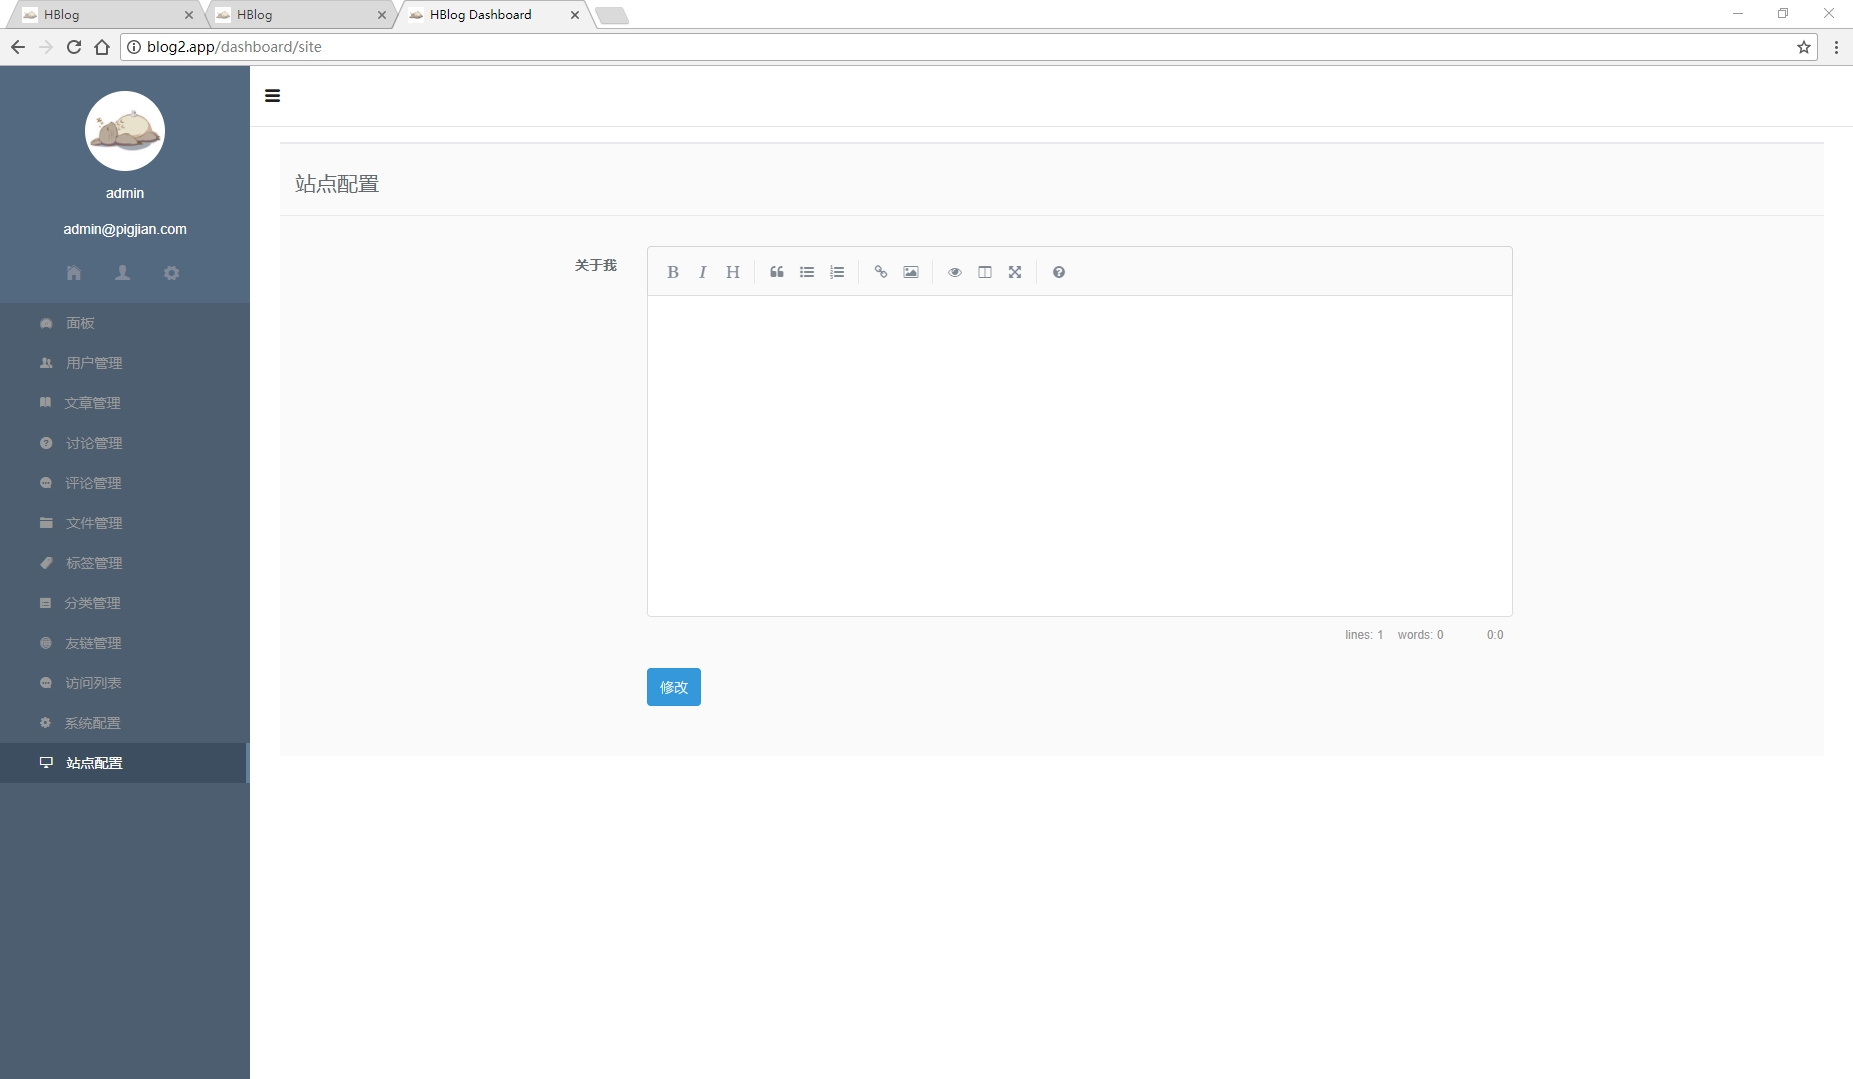 HBlog
HBlog
HBlog Dashboard
blog2.app/dashboard/site
admin
admin@pigjian.com
面板
用户管理
文章管理
讨论管理
评论管理
文件管理
标签管理
分类管理
友链管理
访问列表
系统配置
站点配置
站点配置
关于我
B I H
lines: 1 words: 0 0:0
修改